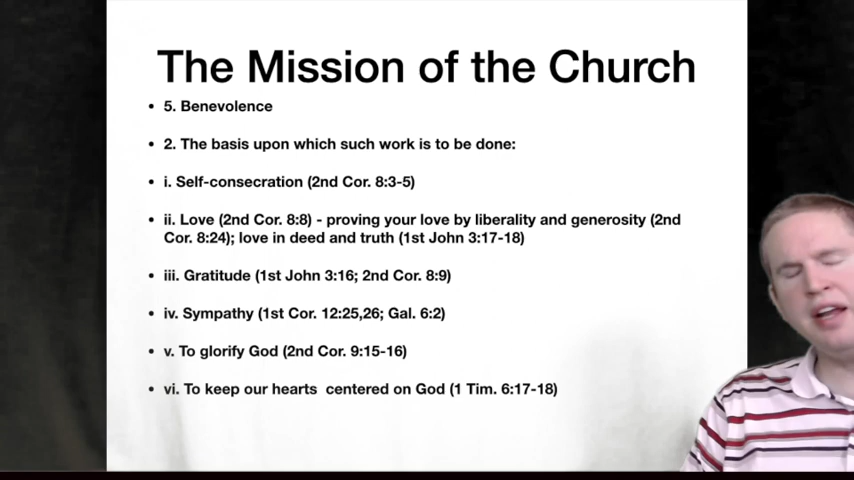 The Mission of the Church
• 5. Benevolence
• 2. The basis upon which such work is to be done:
• i. Self-consecration (2nd Cor. 8:3-5)
• ii. Love (2nd Cor. 8:8) - proving your love by liberality and generosity (2nd
Cor. 8:24); love in deed and truth (1st John 3:17-18)
• iii. Gratitude (1st John 3:16; 2nd Cor. 8:9)
• iv. Sympathy (1st Cor. 12:25,26; Gal. 6:2)
• v. To glorify God (2nd Cor. 9:15-16)
• vi. To keep our hearts  centered on God (1 Tim. 6:17-18)